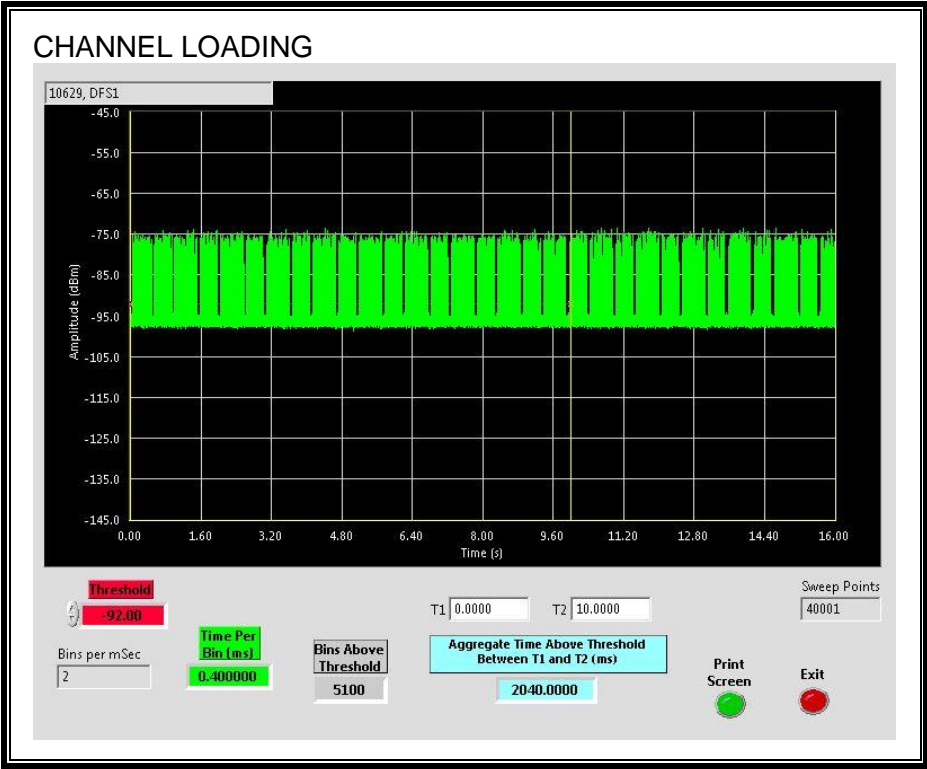 CHANNEL LOADING
10629, DFS1
-45.0
-55.0
-65.0
-75.0
-85.0
-95.0
-105.0
-115.0
-125.0
-135.0
-145.0
Amplitude (dBm)
0.00 1.60 3.20 4.80 6.40 8.00 9.60 11.20 12.80 14.40 16.00
Time (s)
Threshold
-92.00
Bins per mSec
2
Time Per
Bin (ms)
0.400000
Bins Above
Threshold
5100
T1 0.0000 T2 10.0000
Aggregate Time Above Threshold
Between T1 and T2 (ms)
2040.0000
Sweep Points
40001
Print
Screen
Exit